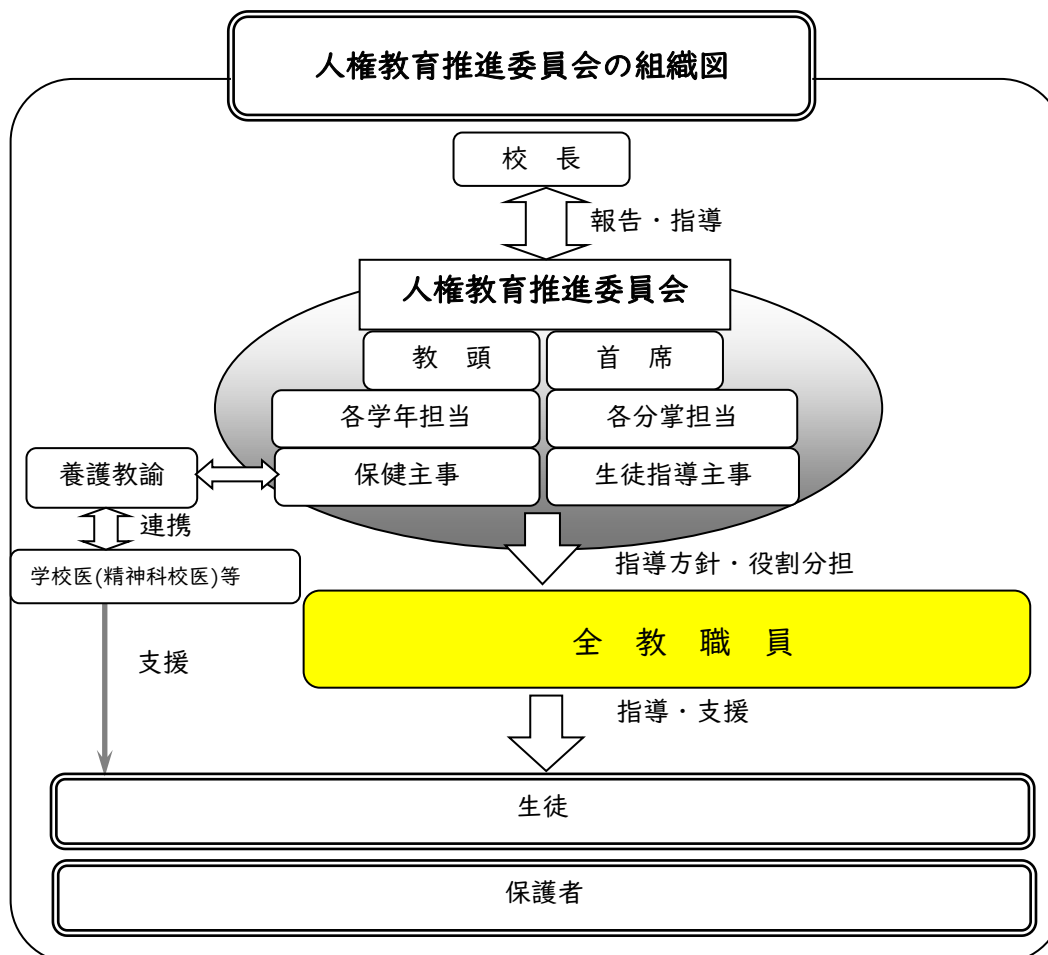 人権教育推進委員会の組織図
校　長
報告・指導
人権教育推進委員会
教　頭
首　席
各学年担当
各分掌担当
養護教諭
保健主事
生徒指導主事
連携
学校医(精神科校医)等
指導方針・役割分担
全　教　職　員
支援
指導・支援
生徒
保護者